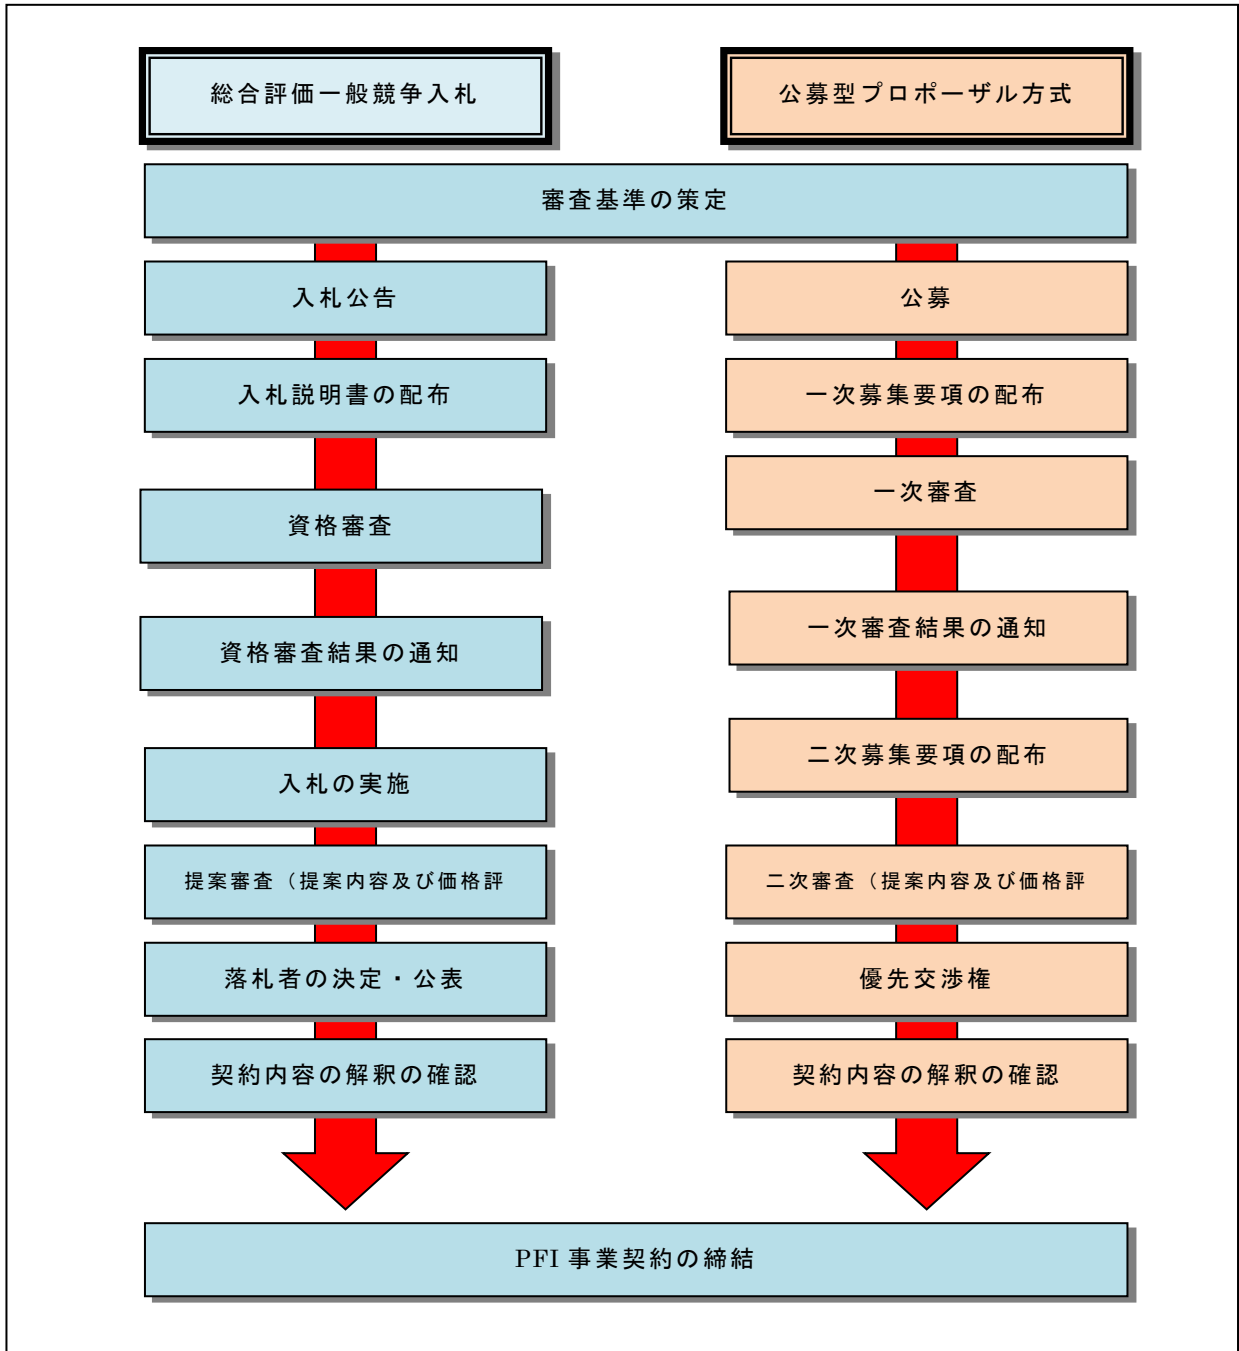 総合評価一般競争入札
公募型プロポーザル方式
審査基準の策定
入札公告
入札説明書の配布
資格審査
資格審査結果の通知
入札の実施
提案審査（提案内容及び価格評
落札者の決定・公表
契約内容の解釈の確認
公募
一次募集要項の配布
一次審査
一次審査結果の通知
二次募集要項の配布
二次審査（提案内容及び価格評
優先交渉権
契約内容の解釈の確認
PFI 事業契約の締結